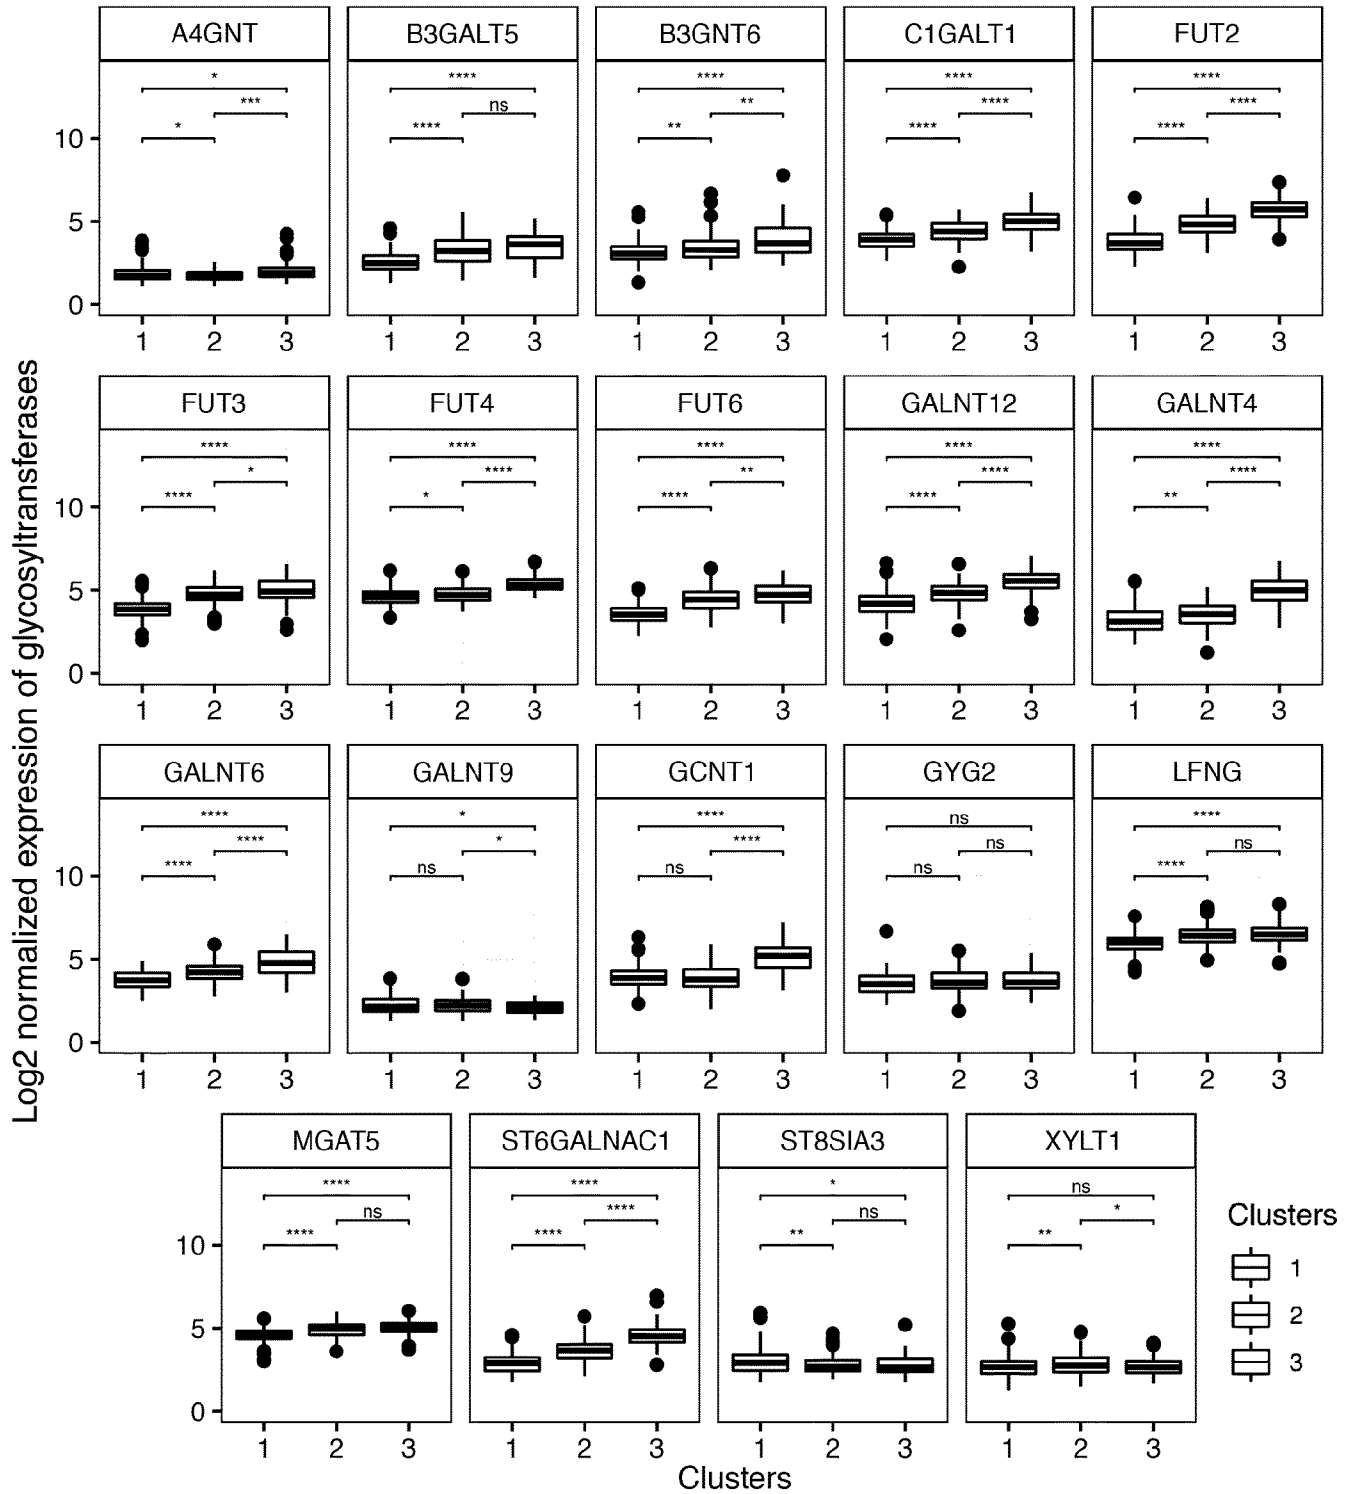 A4GNT B3GALT5 B3GNT6 C1GALT1 FUT2
* **** **** **** ****
*** ns ** **** ****
* **** ** **** ****
10
5
0
1 2 3 1 2 3 1 2 3 1 2 3 1 2 3
FUT3 FUT4 FUT6 GALNT12 GALNT4
**** **** **** **** ****
* **** ** **** ****
**** * **** **** **
10
5
0
1 2 3 1 2 3 1 2 3 1 2 3 1 2 3
GALNT6 GALNT9 GCNT1 GYG2 LFNG
**** * **** ns ****
**** * **** ns ns
**** ns ns ns ****
10
5
0
1 2 3 1 2 3 1 2 3 1 2 3 1 2 3
MGAT5 ST6GALNAC1 ST8SIA3 XYLT1
**** **** * ns
ns **** ns *
**** **** ** **
10
5
0
1 2 3 1 2 3 1 2 3 1 2 3
Clusters
Log2 normalized expression of glycosyltransferases
Clusters
1
2
3